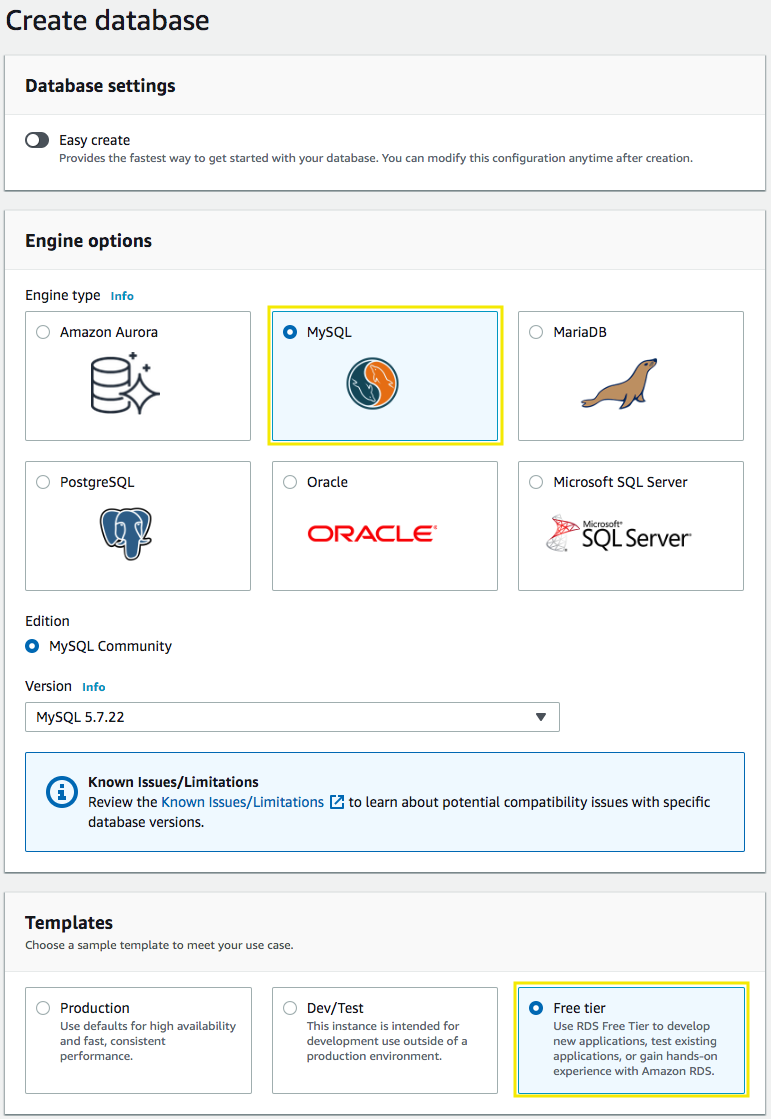 Create database
Database settings
Easy create
Provides the fastest way to get started with your database. You can modify this configuration anytime after creation.
Engine options
Engine type Info
Amazon Aurora
MySQL
MariaDB
PostgreSQL
Oracle
ORACLE
Microsoft SQL Server
Microsoft®
SQL Server
Edition
MySQL Community
Version Info
MySQL 5.7.22
Known Issues/Limitations
Review the Known Issues/Limitations to learn about potential compatibility issues with specific
database versions.
Templates
Choose a sample template to meet your use case.
Production
Use defaults for high availability
and fast, consistent
performance.
Dev/Test
This instance is intended for
development use outside of a
production environment.
Free tier
Use RDS Free Tier to develop
new applications, test existing
applications, or gain hands-on
experience with Amazon RDS.